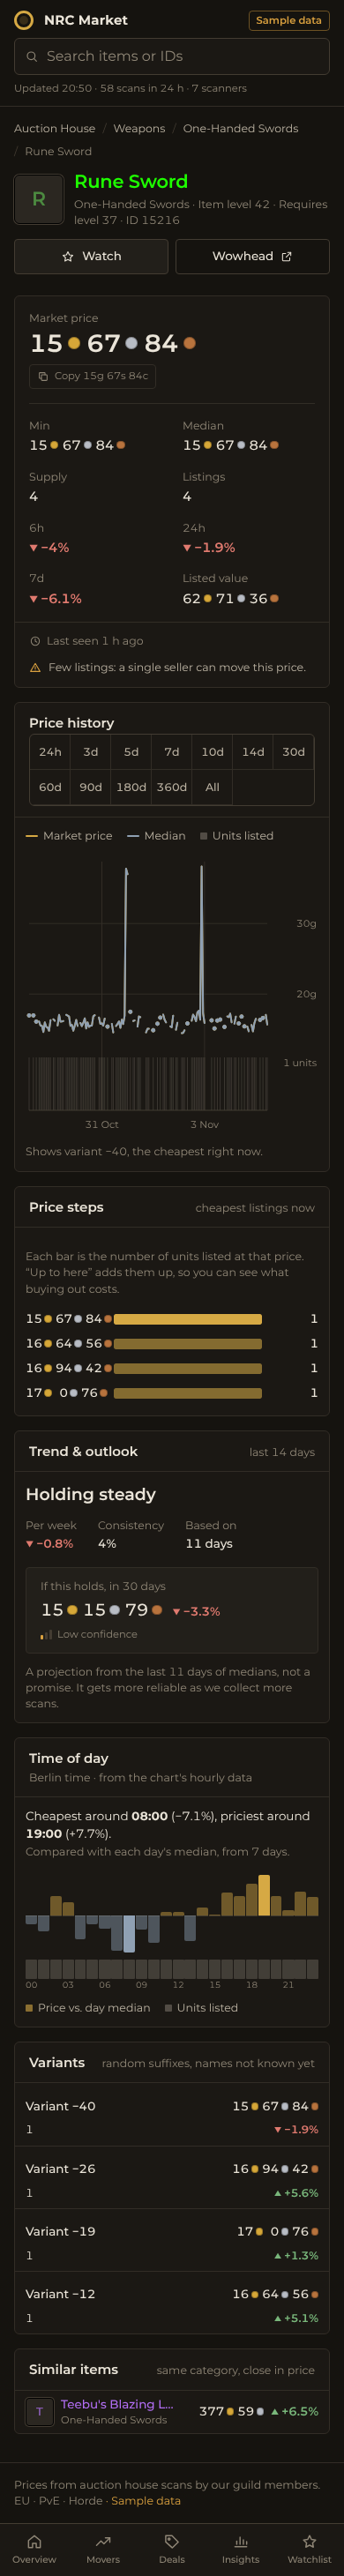 NRC Market
Sample data
Search items or IDs
Updated 20:50 · 58 scans in 24 h · 7 scanners
Auction House / Weapons / One-Handed Swords
/ Rune Sword
R
Rune Sword
One-Handed Swords · Item level 42 · Requires
level 37 · ID 15216
Watch
Wowhead
Market price
15 67 84
Copy 15g 67s 84c
Min
Median
15 67 84
15 67 84
Supply
Listings
4
4
6h
24h
▼ −4%
▼ −1.9%
7d
Listed value
▼ −6.1%
62 71 36
Last seen 1 h ago
Few listings: a single seller can move this price.
Price history
24h 3d 5d 7d 10d 14d 30d
60d 90d 180d 360d All
Market price Median Units listed
30g
20g
1 units
31 Oct 3 Nov
Shows variant −40, the cheapest right now.
Price steps
cheapest listings now
Each bar is the number of units listed at that price.
“Up to here” adds them up, so you can see what
buying out costs.
15 67 84 1
16 64 56 1
16 94 42 1
17 0 76 1
Trend & outlook
last 14 days
Holding steady
Per week Consistency Based on
▼ −0.8% 4% 11 days
If this holds, in 30 days
15 15 79 ▼ −3.3%
Low confidence
A projection from the last 11 days of medians, not a
promise. It gets more reliable as we collect more
scans.
Time of day
Berlin time · from the chart's hourly data
Cheapest around 08:00 (−7.1%), priciest around
19:00 (+7.7%).
Compared with each day's median, from 7 days.
00 03 06 09 12 15 18 21
Price vs. day median Units listed
Variants
random suffixes, names not known yet
Variant −40 15 67 84
1 ▼ −1.9%
Variant −26 16 94 42
1 ▲ +5.6%
Variant −19 17 0 76
1 ▲ +1.3%
Variant −12 16 64 56
1 ▲ +5.1%
Similar items
same category, close in price
T
Teebu's Blazing L...
377 59 ▲ +6.5%
One-Handed Swords
Prices from auction house scans by our guild members.
EU · PvE · Horde · Sample data
Overview Movers Deals Insights Watchlist